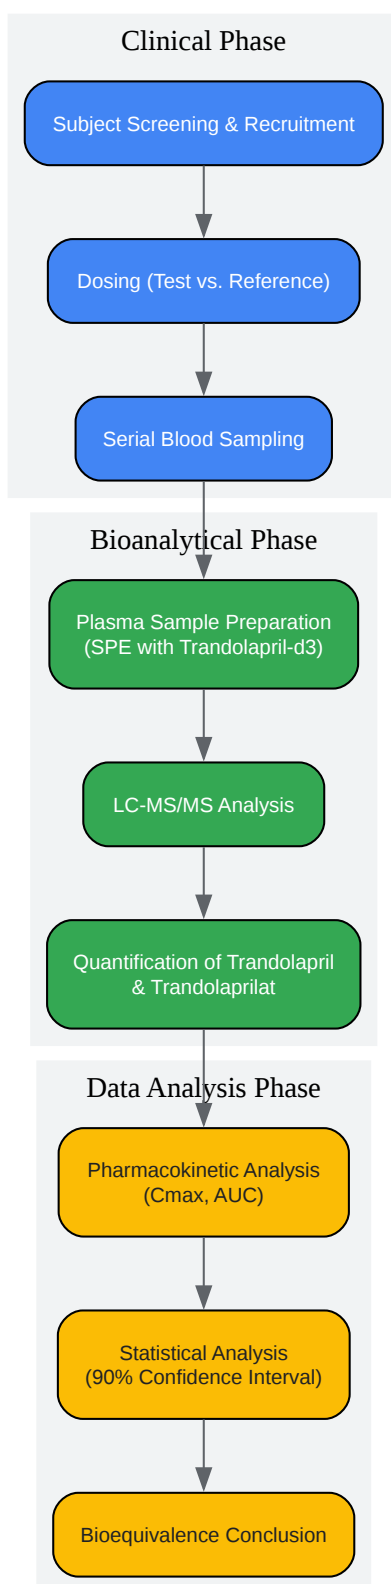 Clinical Phase
Subject Screening & Recruitment
Dosing (Test vs. Reference)
Serial Blood Sampling
Bioanalytical Phase
Plasma Sample Preparation
(SPE with Trandolapril-d3)
LC-MS/MS Analysis
Quantification of Trandolapril
& Trandolaprilat
Data Analysis Phase
Pharmacokinetic Analysis
(Cmax, AUC)
Statistical Analysis
(90% Confidence Interval)
Bioequivalence Conclusion